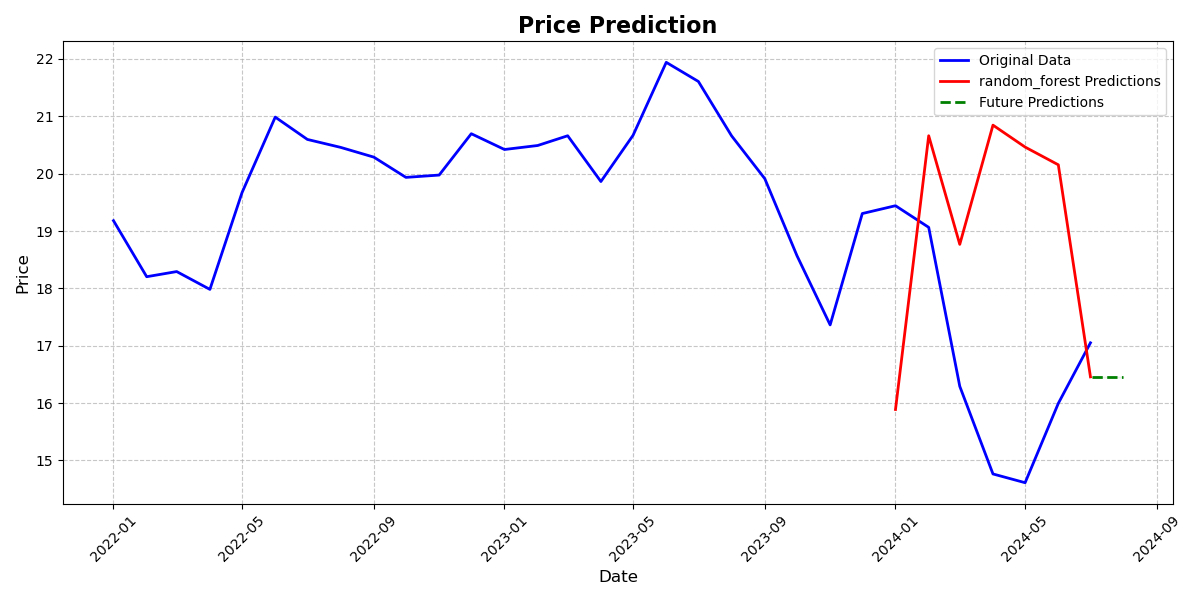 Price Prediction
Original Data
random_forest Predictions
Future Predictions
Price
22
21
20
19
18
17
16
15
2022-01
2022-05
2022-09
2023-01
2023-05
2023-09
2024-01
2024-05
2024-09
Date